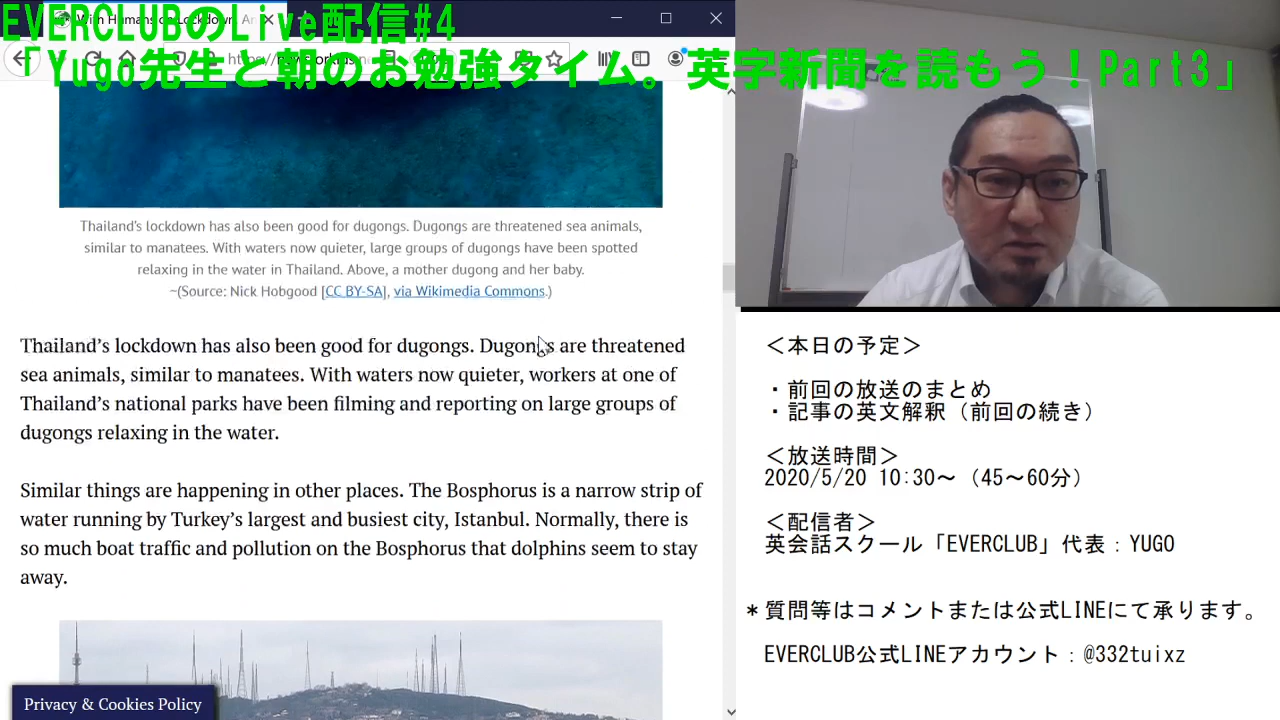 EVERCLUBのLive配信#4
「Yugo先生と朝のお勉強タイム。英字新聞を読もう！Part3」
Thailand's lockdown has also been good for dugongs. Dugongs are threatened sea animals,
similar to manatees. With waters now quieter, large groups of dugongs have been spotted
relaxing in the water in Thailand. Above, a mother dugong and her baby.
~(Source: Nick Hobgood [CC BY-SA], via Wikimedia Commons.)
Thailand’s lockdown has also been good for dugongs. Dugongs are threatened
sea animals, similar to manatees. With waters now quieter, workers at one of
Thailand’s national parks have been filming and reporting on large groups of
dugongs relaxing in the water.
Similar things are happening in other places. The Bosphorus is a narrow strip of
water running by Turkey’s largest and busiest city, Istanbul. Normally, there is
so much boat traffic and pollution on the Bosphorus that dolphins seem to stay
away.
Privacy & Cookies Policy
＜本日の予定＞
・前回の放送のまとめ
・記事の英文解釈（前回の続き）
＜放送時間＞
2020/5/20 10:30～（45～60分）
＜配信者＞
英会話スクール「EVERCLUB」代表：YUGO
＊質問等はコメントまたは公式LINEにて承ります。
EVERCLUB公式LINEアカウント：@332tuixz